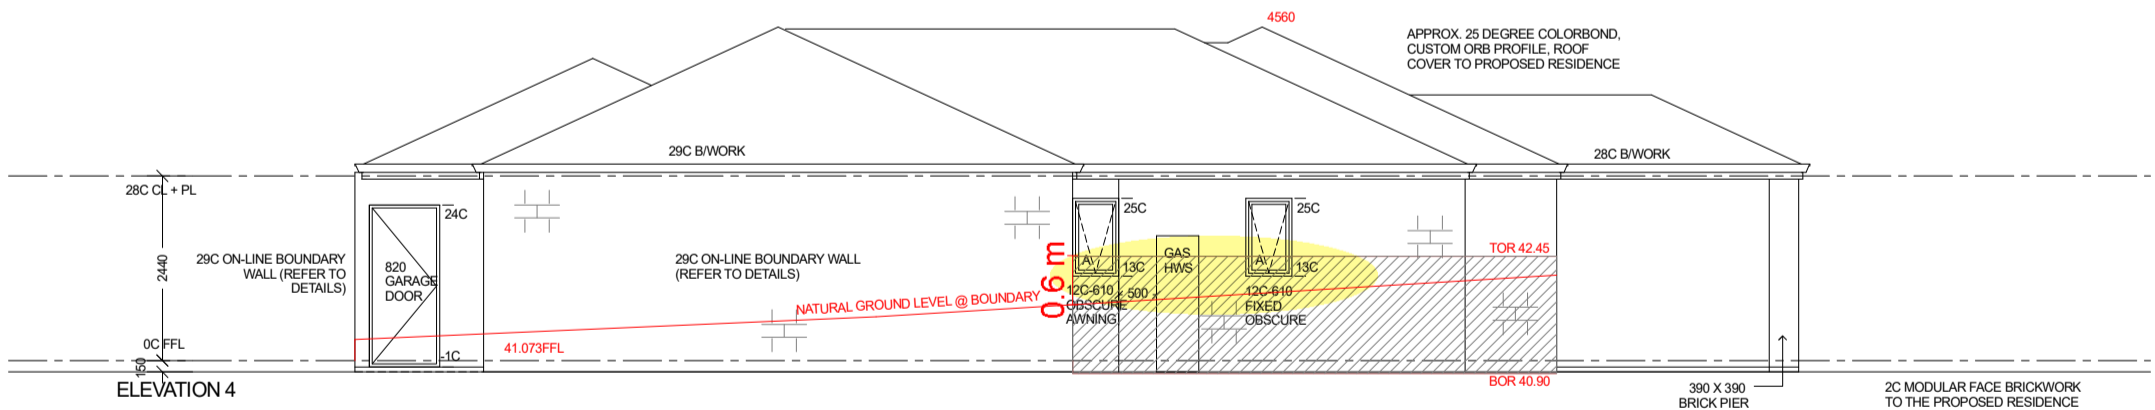 4560
APPROX. 25 DEGREE COLORBOND,
CUSTOM ORB PROFILE, ROOF
COVER TO PROPOSED RESIDENCE
29C B/WORK
28C B/WORK
28C CL + PL
2440
29C ON-LINE BOUNDARY
WALL (REFER TO
DETAILS)
24C
820
GARAGE
DOOR
-1C
29C ON-LINE BOUNDARY WALL
(REFER TO DETAILS)
NATURAL GROUND LEVEL @ BOUNDARY
0.6 m
25C
A
13C
12C-610
OBSCURE
AWNING
500
GAS
HWS
25C
A
13C
12C-610
FIXED
OBSCURE
TOR 42.45
0C FFL
41.073FFL
150
ELEVATION 4
BOR 40.90
390 X 390
BRICK PIER
2C MODULAR FACE BRICKWORK
TO THE PROPOSED RESIDENCE